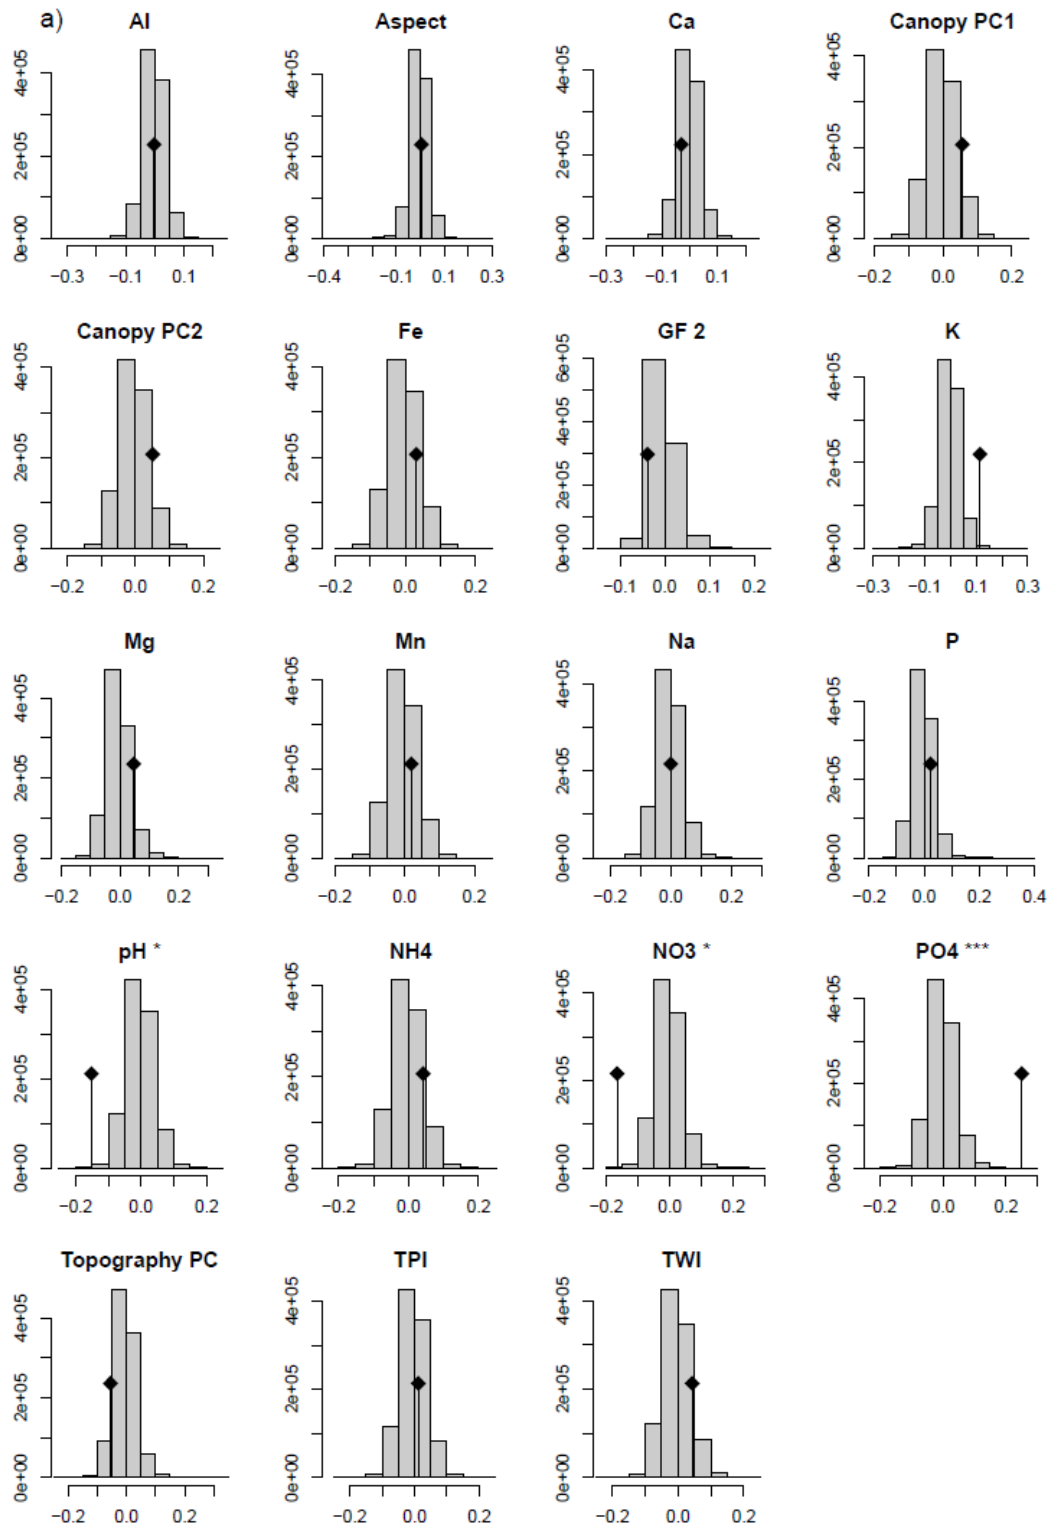 a)
Al
Aspect
Ca
Canopy PC1
0e+00 2e+05 4e+05
0e+00 2e+05 4e+05
0e+00 2e+05 4e+05
0e+00 2e+05 4e+05
−0.3 −0.1 0.1
−0.4 −0.1 0.1 0.3
−0.3 −0.1 0.1
−0.2 0.0 0.2
Canopy PC2
Fe
GF 2
K
0e+00 2e+05 4e+05
0e+00 2e+05 4e+05
0e+00 2e+05 4e+05 6e+05
0e+00 2e+05 4e+05
−0.2 0.0 0.2
−0.2 0.0 0.2
−0.1 0.0 0.1 0.2
−0.3 −0.1 0.1 0.3
Mg
Mn
Na
P
0e+00 2e+05 4e+05
0e+00 2e+05 4e+05
0e+00 2e+05 4e+05
0e+00 2e+05 4e+05
−0.2 0.0 0.2
−0.2 0.0 0.2
−0.2 0.0 0.2
−0.2 0.0 0.2 0.4
pH *
NH4
NO3 *
PO4 ***
0e+00 2e+05 4e+05
0e+00 2e+05 4e+05
0e+00 2e+05 4e+05
0e+00 2e+05 4e+05
−0.2 0.0 0.2
−0.2 0.0 0.2
−0.2 0.0 0.2
−0.2 0.0 0.2
Topography PC
TPI
TWI
0e+00 2e+05 4e+05
0e+00 2e+05 4e+05
0e+00 2e+05 4e+05
−0.2 0.0 0.2
−0.2 0.0 0.2
−0.2 0.0 0.2